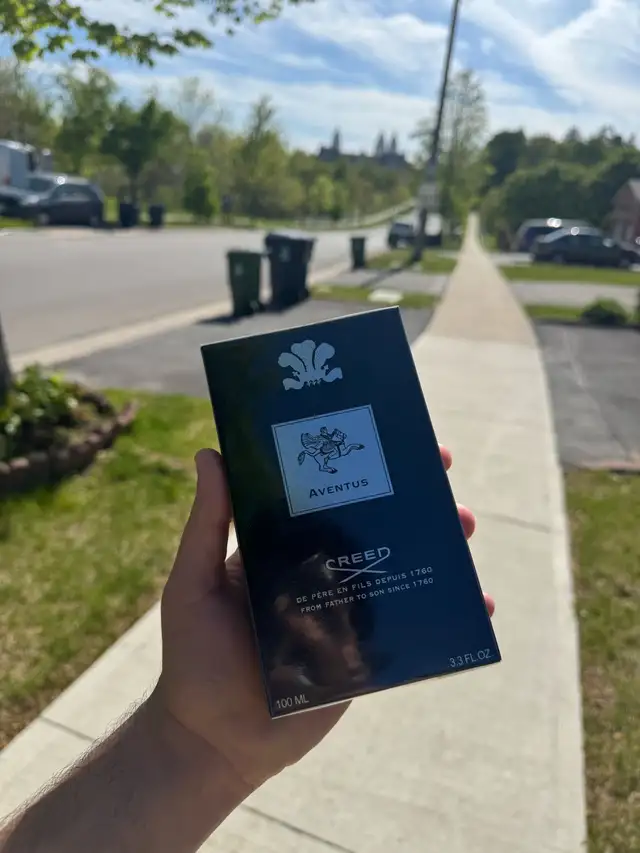 AVENTUS
CREED
DE PÈRE EN FILS DEPUIS 1760
FROM FATHER TO SON SINCE 1760
100 ML
3.3 FL.OZ.